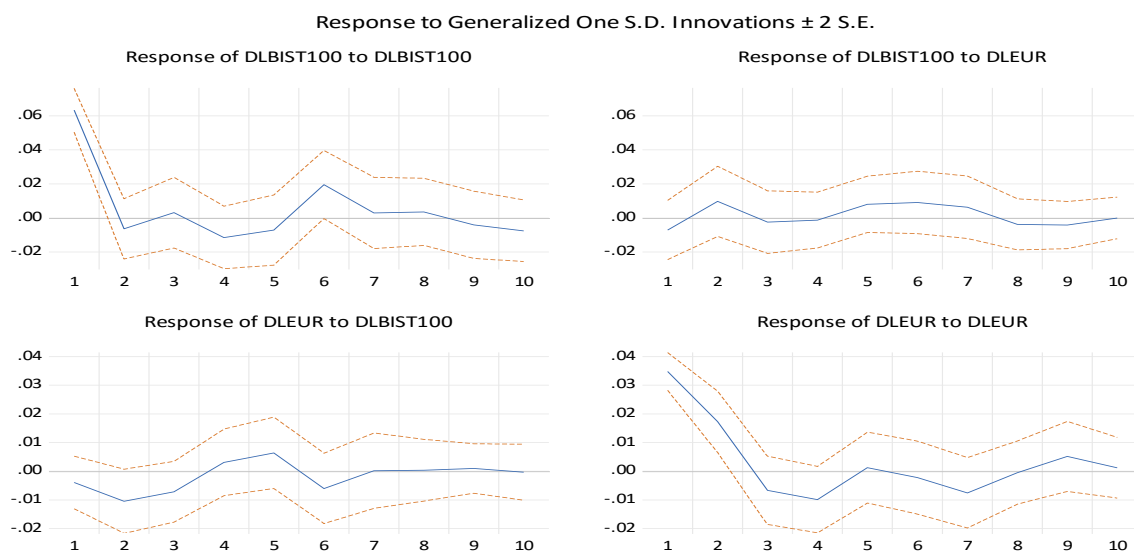 Response to Generalized One S.D. Innovations ± 2 S.E.
Response of DLBIST100 to DLBIST100
.06
.04
.02
.00
-.02
1 2 3 4 5 6 7 8 9 10
Response of DLBIST100 to DLEUR
.06
.04
.02
.00
-.02
1 2 3 4 5 6 7 8 9 10
Response of DLEUR to DLBIST100
.04
.03
.02
.01
.00
-.01
-.02
1 2 3 4 5 6 7 8 9 10
Response of DLEUR to DLEUR
.04
.03
.02
.01
.00
-.01
-.02
1 2 3 4 5 6 7 8 9 10